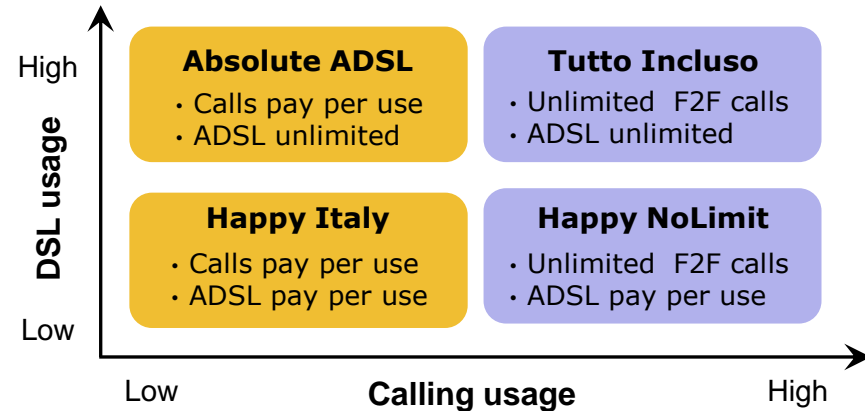 High
DSL usage
Low
Absolute ADSL
• Calls pay per use
• ADSL unlimited
Tutto Incluso
• Unlimited F2F calls
• ADSL unlimited
Happy Italy
• Calls pay per use
• ADSL pay per use
Happy NoLimit
• Unlimited F2F calls
• ADSL pay per use
Low
Calling usage
High